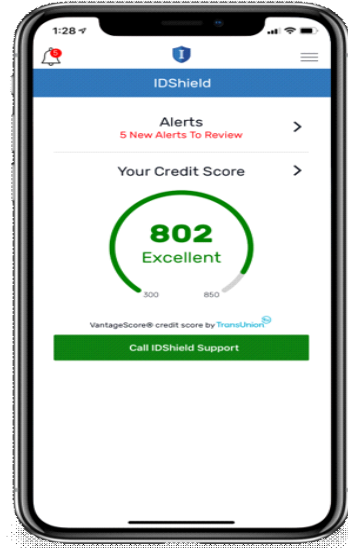 1:28
5
IDShield
Alerts
5 New Alerts To Review
Your Credit Score
802
Excellent
300 850
VantageScore® credit score by TransUnion
Call IDShield Support